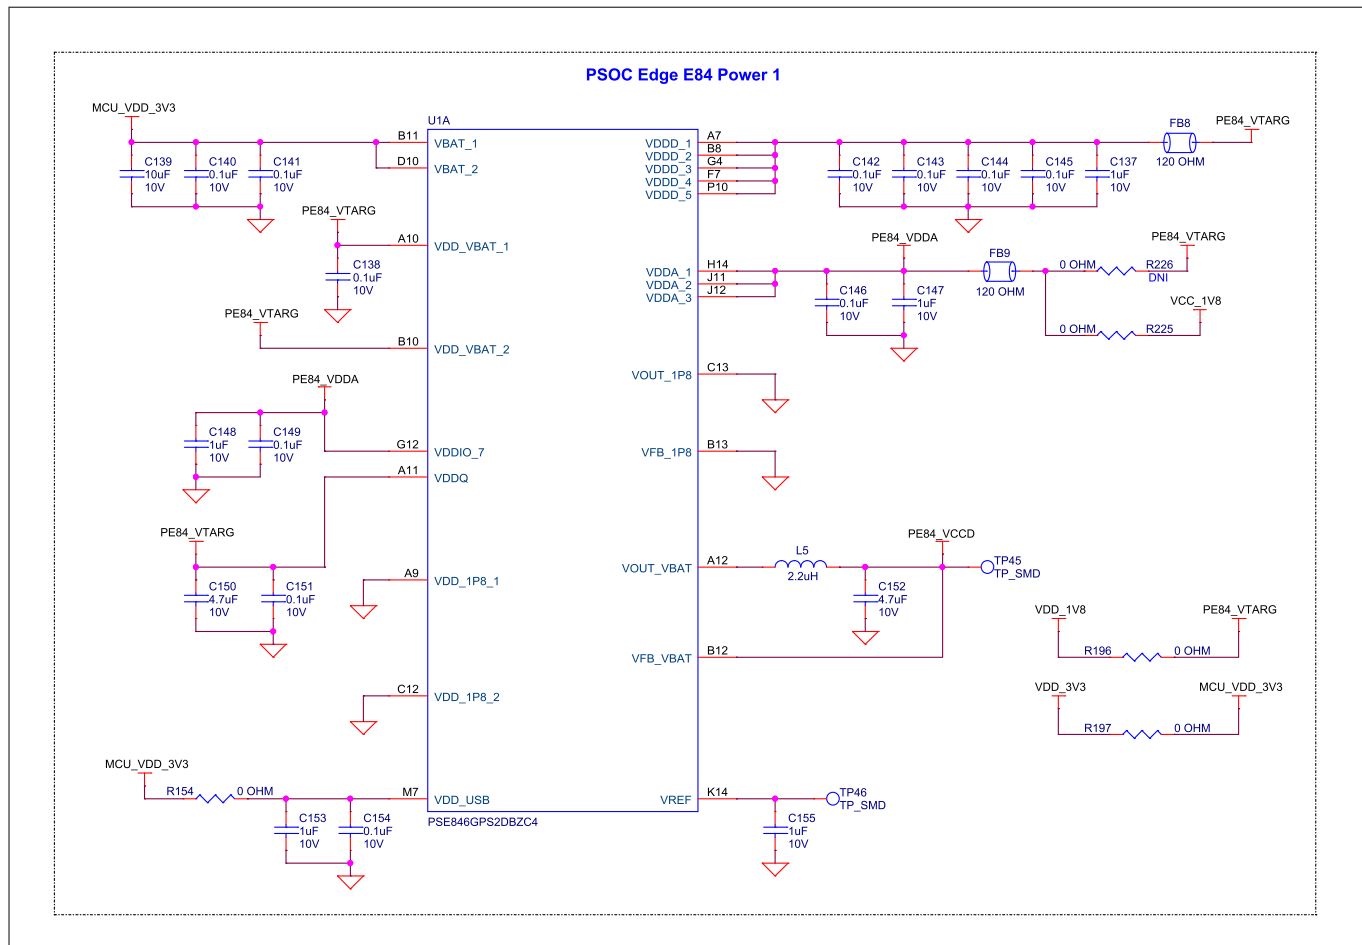 PSOC Edge E84 Power 1
MCU_VDD_3V3
C139
10uF
10V
C140
0.1uF
10V
C141
0.1uF
10V
PE84_VTARG
C138
0.1uF
10V
PE84_VTARG
PE84_VDDA
C148
1uF
10V
C149
0.1uF
10V
PE84_VTARG
C150
4.7uF
10V
C151
0.1uF
10V
MCU_VDD_3V3
R154
0 OHM
C153
1uF
10V
C154
0.1uF
10V
U1A
B11 VBAT_1
D10 VBAT_2
A10 VDD_VBAT_1
B10 VDD_VBAT_2
G12 VDDIO_7
A11 VDDQ
A9 VDD_1P8_1
C12 VDD_1P8_2
M7 VDD_USB
VDDD_1 A7
VDDD_2 B8
VDDD_3 G4
VDDD_4 F7
VDDD_5 P10
VDDA_1 H14
VDDA_2 J11
VDDA_3 J12
VOUT_1P8 C13
VFB_1P8 B13
VOUT_VBAT A12
VFB_VBAT B12
VREF K14
PSE846GPS2DBZC4
C142
0.1uF
10V
C143
0.1uF
10V
C144
0.1uF
10V
C145
0.1uF
10V
C137
1uF
10V
FB8
120 OHM
PE84_VTARG
PE84_VDDA
C146
0.1uF
10V
C147
1uF
10V
FB9
120 OHM
PE84_VTARG
0 OHM
R226
DNI
VCC_1V8
0 OHM
R225
L5
2.2uH
PE84_VCCD
C152
4.7uF
10V
TP45
TP_SMD
VDD_1V8
PE84_VTARG
R196
0 OHM
VDD_3V3
MCU_VDD_3V3
R197
0 OHM
C155
1uF
10V
TP46
TP_SMD